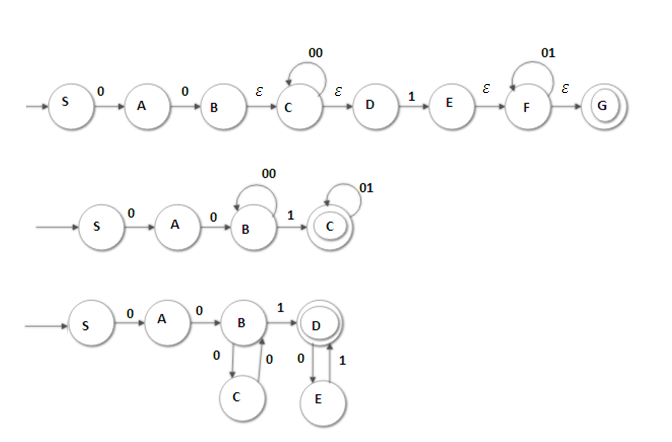 00 01
0 0 ε ε 1 ε ε
S A B C D E F G
00 01
0 0 1
S A B C
0 0 1
S A B D
0 0 0 1
C E